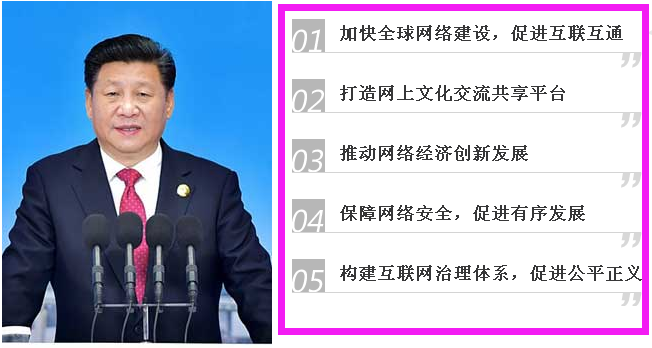 01 加快全球网络建设，促进互联互通
02 打造网上文化交流共享平台
03 推动网络经济创新发展
04 保障网络安全，促进有序发展
05 构建互联网治理体系，促进公平正义